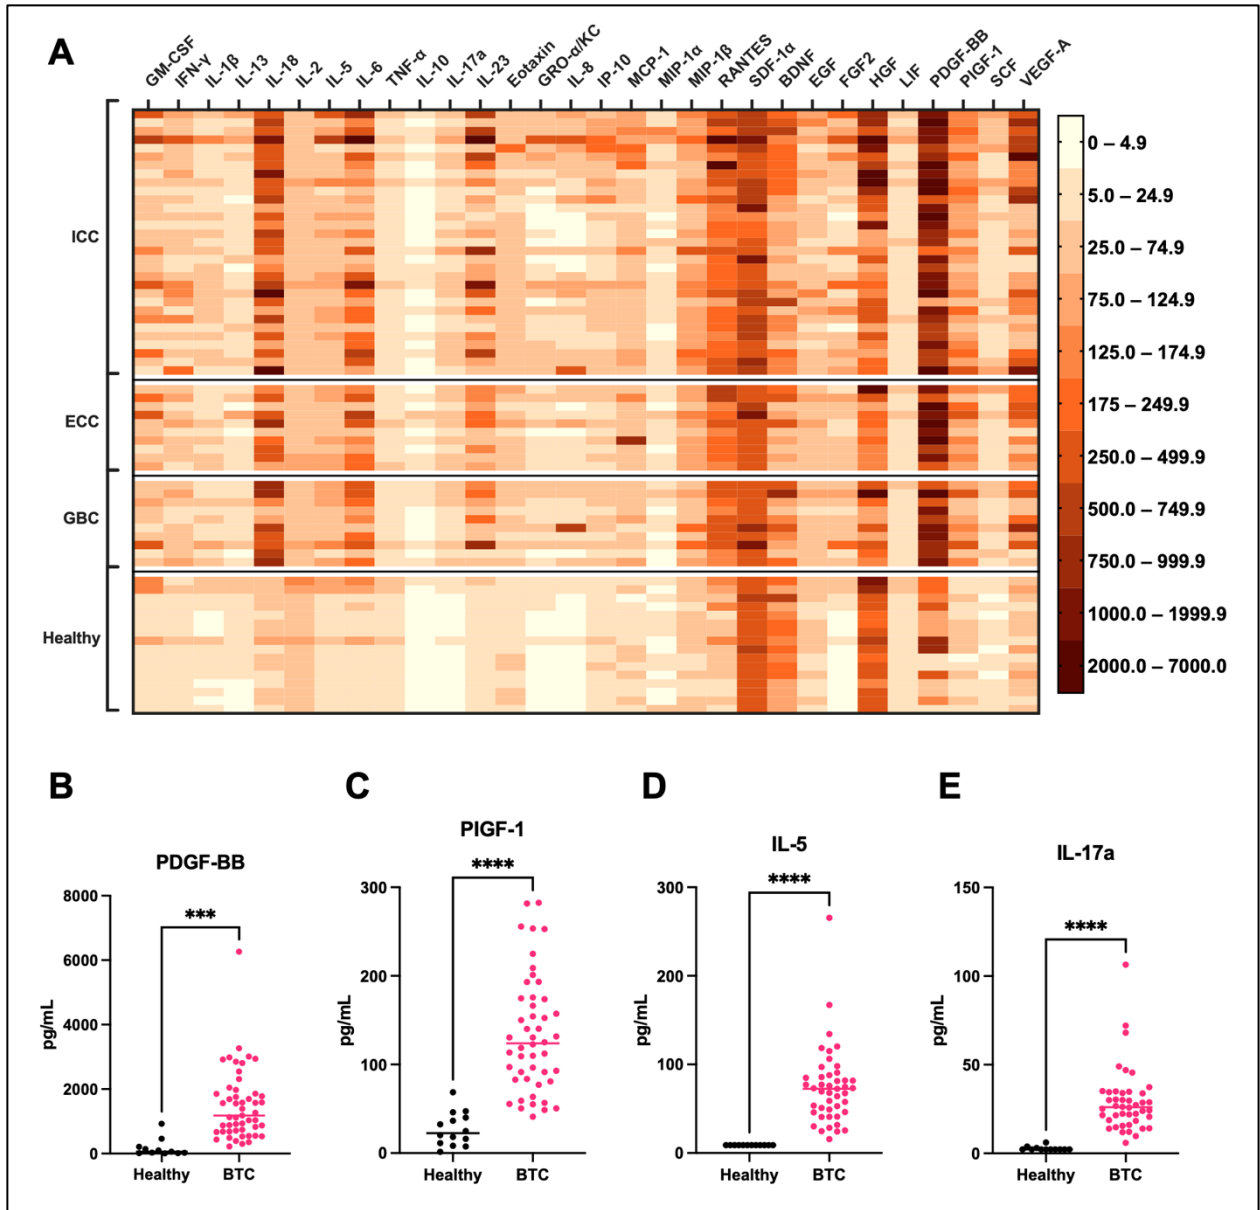 A
GM-CSF
IFN-γ
IL-1β
IL-13
IL-18
IL-2
IL-5
IL-6
TNF-α
IL-10
IL-17a
IL-23
Eotaxin
GRO-α/KC
IL-8
IP-10
MCP-1
MIP-1α
MIP-1β
RANTES
SDF-1α
BDNF
EGF
FGF2
HGF
LIF
PDGF-BB
PIGF-1
SCF
VEGF-A
ICC
ECC
GBC
Healthy
0 – 4.9
5.0 – 24.9
25.0 – 74.9
75.0 – 124.9
125.0 – 174.9
175 – 249.9
250.0 – 499.9
500.0 – 749.9
750.0 – 999.9
1000.0 – 1999.9
2000.0 – 7000.0
B
PDGF-BB
***
8000
6000
4000
2000
0
pg/mL
Healthy
BTC
C
PIGF-1
****
300
200
100
0
pg/mL
Healthy
BTC
D
IL-5
****
300
200
100
0
pg/mL
Healthy
BTC
E
IL-17a
****
150
100
50
0
pg/mL
Healthy
BTC